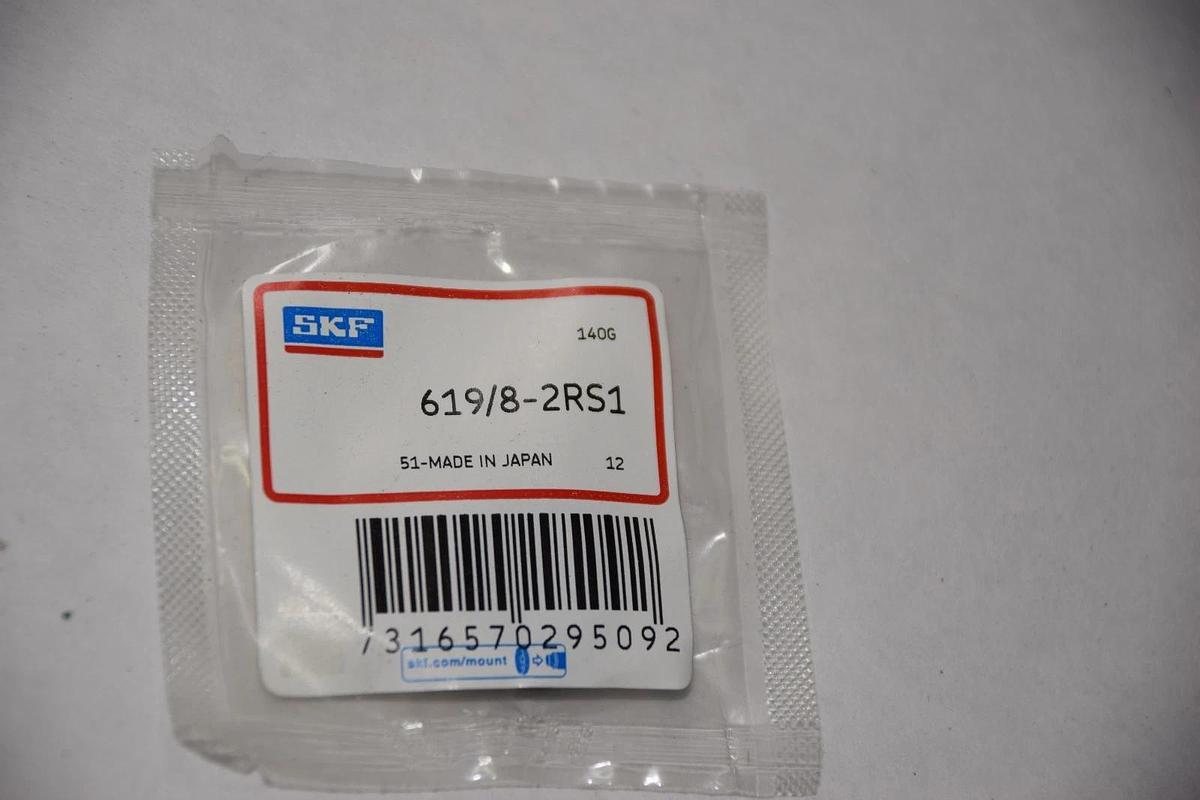 SKF
140G
619/8-2RS1
51-MADE IN JAPAN 12
7316570295092
skf.com/mount